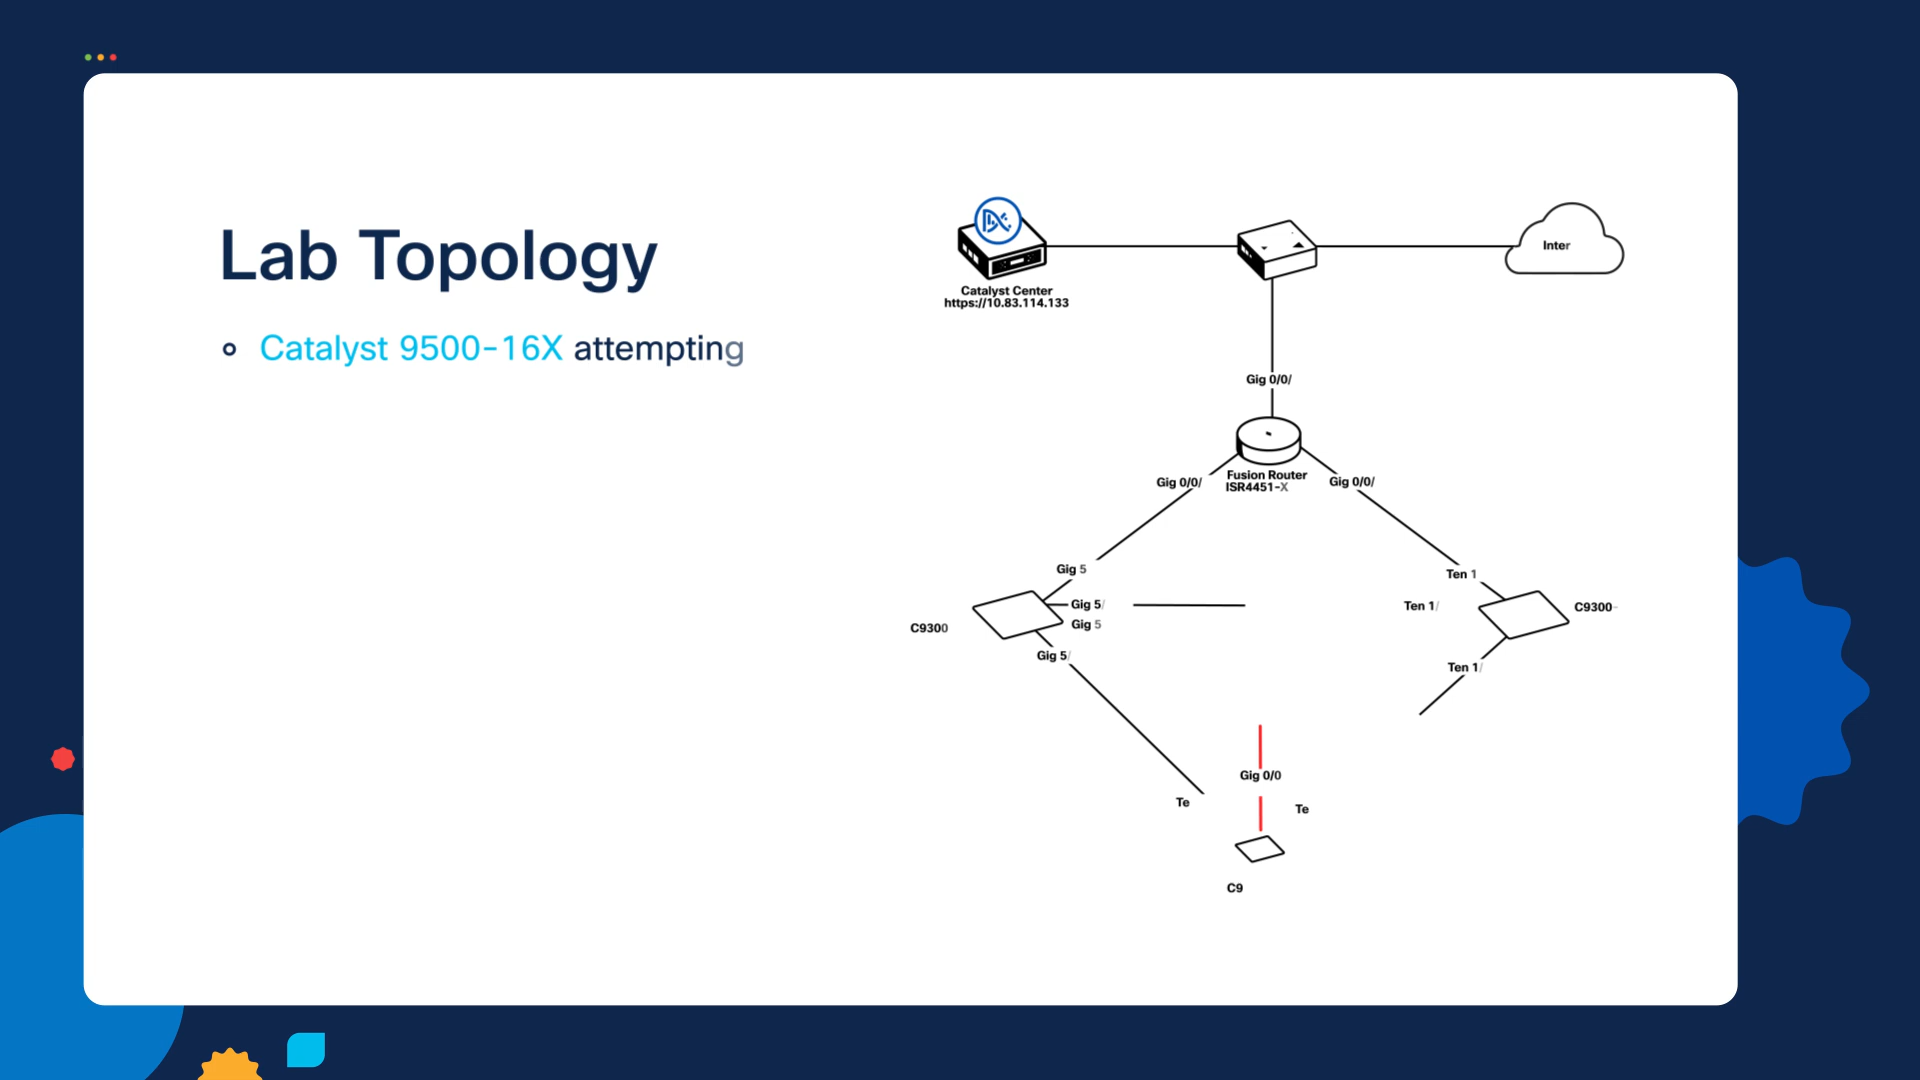 Lab Topology
Catalyst 9500-16X attempting
Catalyst Center
https://10.83.114.133
Inter
Gig 0/0/
Fusion Router
ISR4451-X
Gig 0/0/
Gig 0/0/
Gig 5
Ten 1
Gig 5/
Ten 1/
C9300-
Gig 5
C9300
Gig 5/
Ten 1/
Gig 0/0
Te
Te
C9